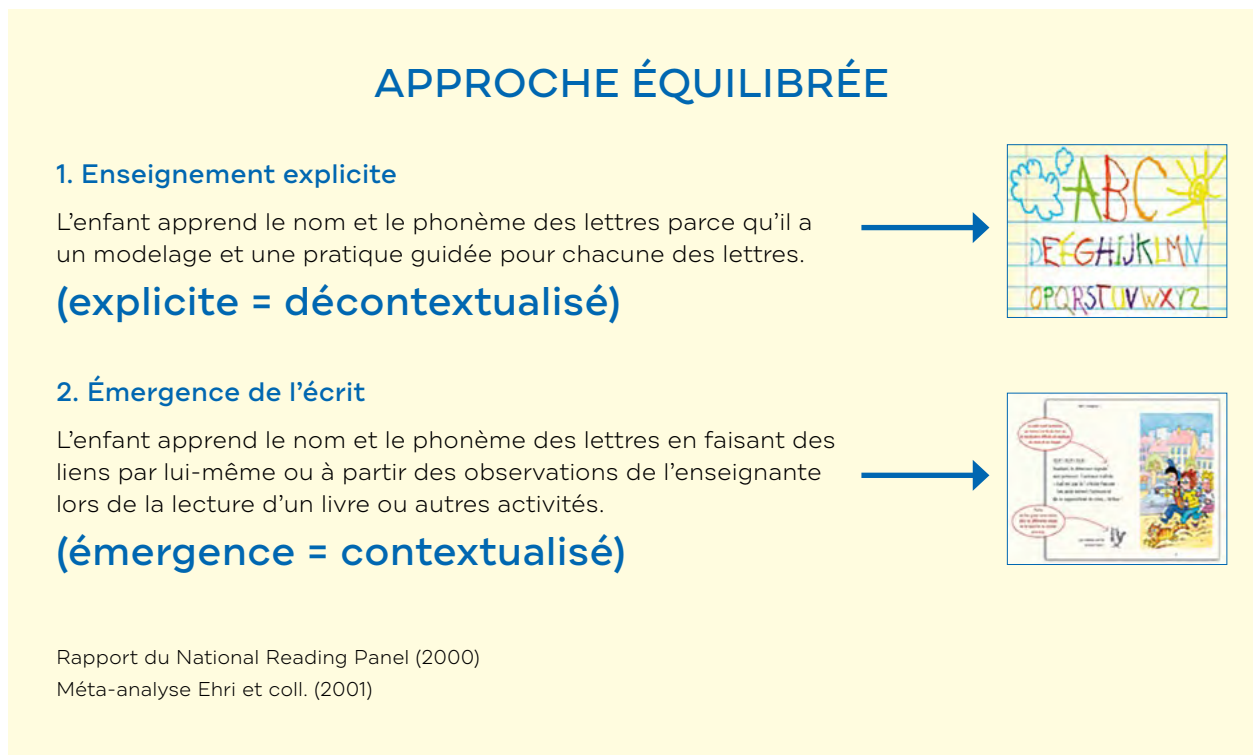 APPROCHE ÉQUILIBRÉE
1. Enseignement explicite
L’enfant apprend le nom et le phonème des lettres parce qu’il a
un modelage et une pratique guidée pour chacune des lettres.
(explicite = décontextualisé)
ABC
DEFGHIJKLMN
OPQRSTUVWXYZ
2. Émergence de l’écrit
L’enfant apprend le nom et le phonème des lettres en faisant des
liens par lui-même ou à partir des observations de l’enseignante
lors de la lecture d’un livre ou autres activités.
(émergence = contextualisé)
Rapport du National Reading Panel (2000)
Méta-analyse Ehri et coll. (2001)